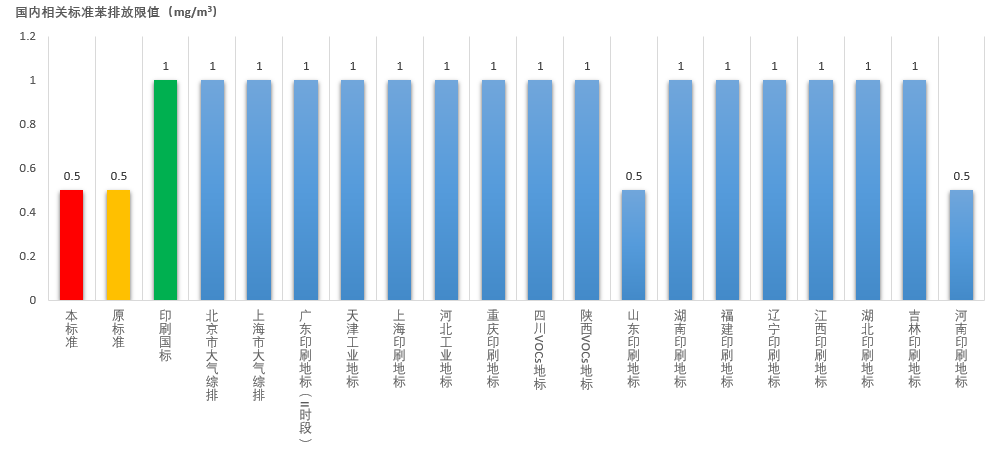 国内相关标准苯排放限值（mg/m³）
1.2
1
0.8
0.6
0.4
0.2
0
0.5
0.5
1
1
1
1
1
1
1
1
1
1
0.5
1
1
1
1
1
1
0.5
本标准
原标准
印刷国标
北京市大气综排
上海市大气综排
广东印刷地标（II时段）
天津工业地标
上海印刷地标
河北工业地标
重庆印刷地标
四川VOCs地标
陕西VOCs地标
山东印刷地标
湖南印刷地标
福建印刷地标
辽宁印刷地标
江西印刷地标
湖北印刷地标
吉林印刷地标
河南印刷地标